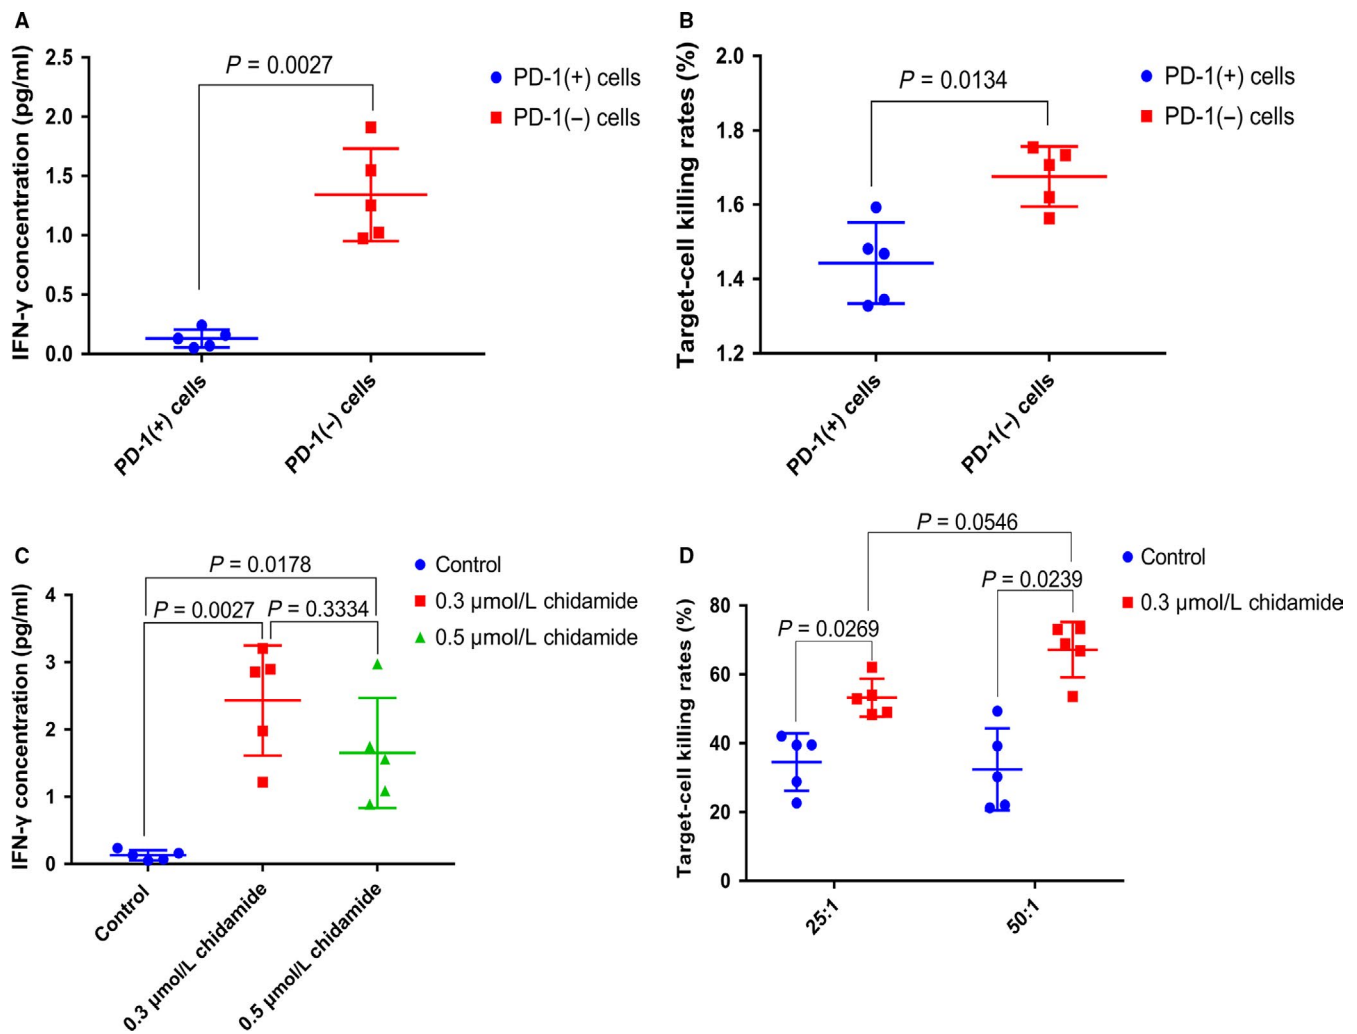 A
IFN-γ concentration (pg/ml)
2.5
2.0
1.5
1.0
0.5
0.0
P = 0.0027
PD-1(+) cells
PD-1(−) cells
PD-1(+) cells
PD-1(−) cells
B
Target-cell killing rates (%)
2.0
1.8
1.6
1.4
1.2
P = 0.0134
PD-1(+) cells
PD-1(−) cells
PD-1(+) cells
PD-1(−) cells
C
IFN-γ concentration (pg/ml)
4
3
2
1
0
P = 0.0178
P = 0.0027
P = 0.3334
Control
0.3 μmol/L chidamide
0.5 μmol/L chidamide
Control
0.3 μmol/L chidamide
0.5 μmol/L chidamide
D
Target-cell killing rates (%)
80
60
40
20
0
P = 0.0546
P = 0.0239
P = 0.0269
Control
0.3 μmol/L chidamide
25:1
50:1